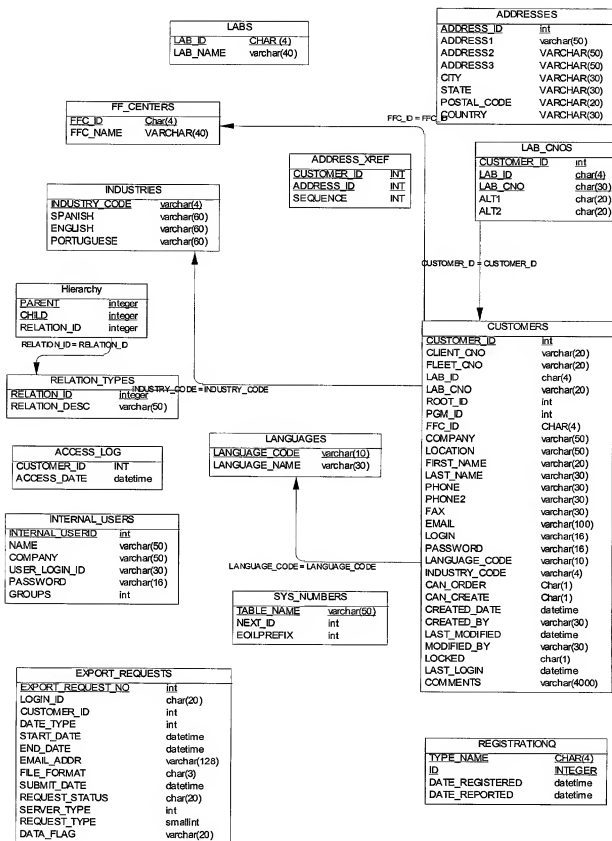 LABS
LAB_ID CHAR (4)
LAB_NAME varchar(40)
ADDRESSES
ADDRESS_ID int
ADDRESS1 varchar(50)
ADDRESS2 VARCHAR(50)
ADDRESS3 VARCHAR(50)
CITY VARCHAR(30)
STATE VARCHAR(30)
POSTAL_CODE VARCHAR(20)
COUNTRY VARCHAR(30)
FF_CENTERS
FFC_ID Char(4)
FFC_NAME VARCHAR(40)
FFC_ID = FFC_ID
LAB_CNOS
CUSTOMER_ID int
LAB_ID char(4)
LAB_CNO char(30)
ALT1 char(20)
ALT2 char(20)
ADDRESS_XREF
CUSTOMER_ID INT
ADDRESS_ID INT
SEQUENCE INT
INDUSTRIES
INDUSTRY_CODE varchar(4)
SPANISH varchar(60)
ENGLISH varchar(60)
PORTUGUESE varchar(60)
CUSTOMER_ID = CUSTOMER_ID
Hierarchy
PARENT integer
CHILD integer
RELATION_ID integer
RELATION_ID = RELATION_ID
RELATION_TYPES
RELATION_ID integer
RELATION_DESC varchar(50)
INDUSTRY_CODE = INDUSTRY_CODE
CUSTOMERS
CUSTOMER_ID int
CLIENT_CNO varchar(20)
FLEET_CNO varchar(20)
LAB_ID char(4)
LAB_CNO varchar(20)
ROOT_ID int
PGM_ID int
FFC_ID CHAR(4)
COMPANY varchar(50)
LOCATION varchar(50)
FIRST_NAME varchar(20)
LAST_NAME varchar(30)
PHONE varchar(30)
PHONE2 varchar(30)
FAX varchar(30)
EMAIL varchar(100)
LOGIN varchar(16)
PASSWORD varchar(16)
LANGUAGE_CODE varchar(10)
INDUSTRY_CODE varchar(4)
CAN_ORDER Char(1)
CAN_CREATE Char(1)
CREATED_DATE datetime
CREATED_BY varchar(30)
LAST_MODIFIED datetime
MODIFIED_BY varchar(30)
LOCKED char(1)
LAST_LOGIN datetime
COMMENTS varchar(4000)
ACCESS_LOG
CUSTOMER_ID INT
ACCESS_DATE datetime
LANGUAGES
LANGUAGE_CODE varchar(10)
LANGUAGE_NAME varchar(30)
INTERNAL_USERS
INTERNAL_USERID int
NAME varchar(50)
COMPANY varchar(50)
USER_LOGIN_ID varchar(30)
PASSWORD varchar(16)
GROUPS int
LANGUAGE_CODE = LANGUAGE_CODE
SYS_NUMBERS
TABLE_NAME varchar(50)
NEXT_ID int
EOILPREFIX int
EXPORT_REQUESTS
EXPORT_REQUEST_NO int
LOGIN_ID char(20)
CUSTOMER_ID int
DATE_TYPE int
START_DATE datetime
END_DATE datetime
EMAIL_ADDR varchar(128)
FILE_FORMAT char(3)
SUBMIT_DATE datetime
REQUEST_STATUS char(20)
SERVER_TYPE int
REQUEST_TYPE smallint
DATA_FLAG varchar(20)
REGISTRATIONQ
TYPE_NAME CHAR(4)
ID INTEGER
DATE_REGISTERED datetime
DATE_REPORTED datetime